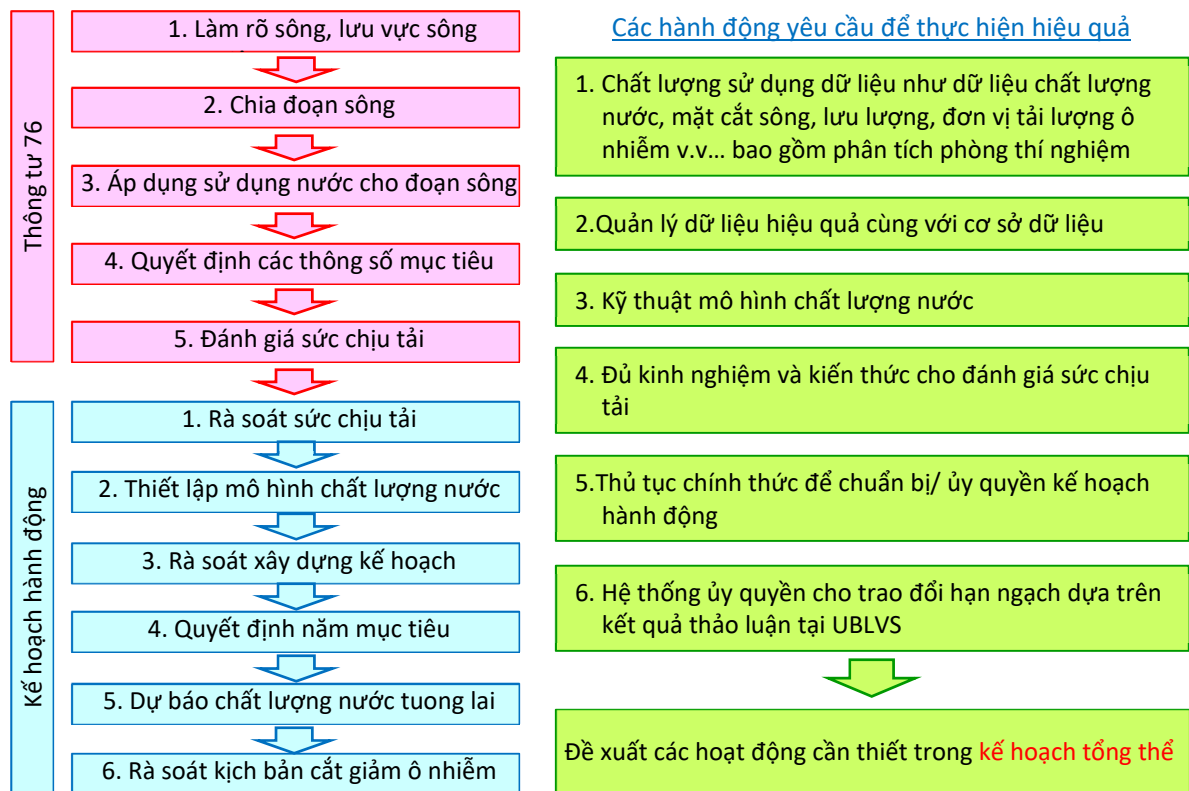 Thông tư 76
1. Làm rõ sông, lưu vực sông
2. Chia đoạn sông
3. Áp dụng sử dụng nước cho đoạn sông
4. Quyết định các thông số mục tiêu
5. Đánh giá sức chịu tải
Kế hoạch hành động
1. Rà soát sức chịu tải
2. Thiết lập mô hình chất lượng nước
3. Rà soát xây dựng kế hoạch
4. Quyết định năm mục tiêu
5. Dự báo chất lượng nước tuong lai
6. Rà soát kịch bản cắt giảm ô nhiễm
Các hành động yêu cầu để thực hiện hiệu quả
1. Chất lượng sử dụng dữ liệu như dữ liệu chất lượng
nước, mặt cắt sông, lưu lượng, đơn vị tải lượng ô
nhiễm v.v... bao gồm phân tích phòng thí nghiệm
2.Quản lý dữ liệu hiệu quả cùng với cơ sở dữ liệu
3. Kỹ thuật mô hình chất lượng nước
4. Đủ kinh nghiệm và kiến thức cho đánh giá sức chịu
tải
5.Thủ tục chính thức để chuẩn bị/ ủy quyền kế hoạch
hành động
6. Hệ thống ủy quyền cho trao đổi hạn ngạch dựa trên
kết quả thảo luận tại UBLVS
Đề xuất các hoạt động cần thiết trong kế hoạch tổng thể